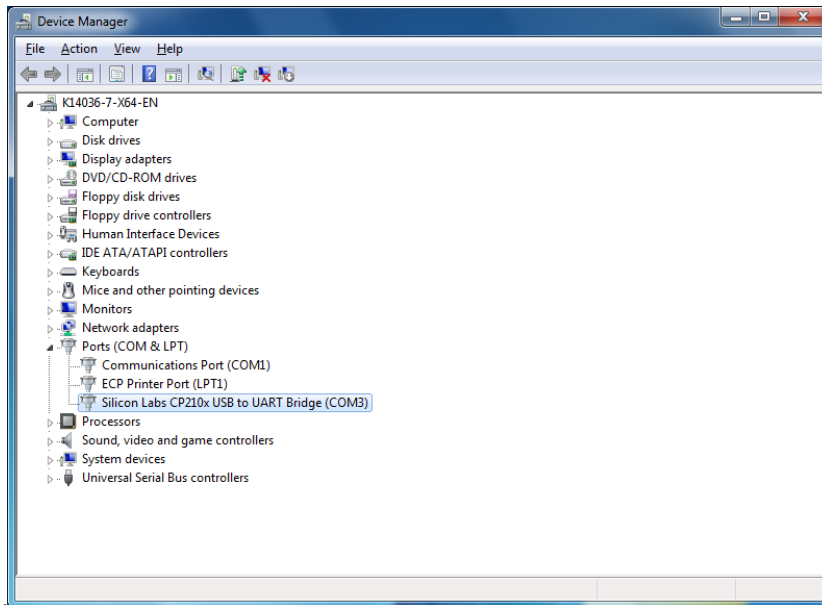 Device Manager
File Action View Help
K14036-7-X64-EN
Computer
Disk drives
Display adapters
DVD/CD-ROM drives
Floppy disk drives
Floppy drive controllers
Human Interface Devices
IDE ATA/ATAPI controllers
Keyboards
Mice and other pointing devices
Monitors
Network adapters
Ports (COM & LPT)
Communications Port (COM1)
ECP Printer Port (LPT1)
Silicon Labs CP210x USB to UART Bridge (COM3)
Processors
Sound, video and game controllers
System devices
Universal Serial Bus controllers